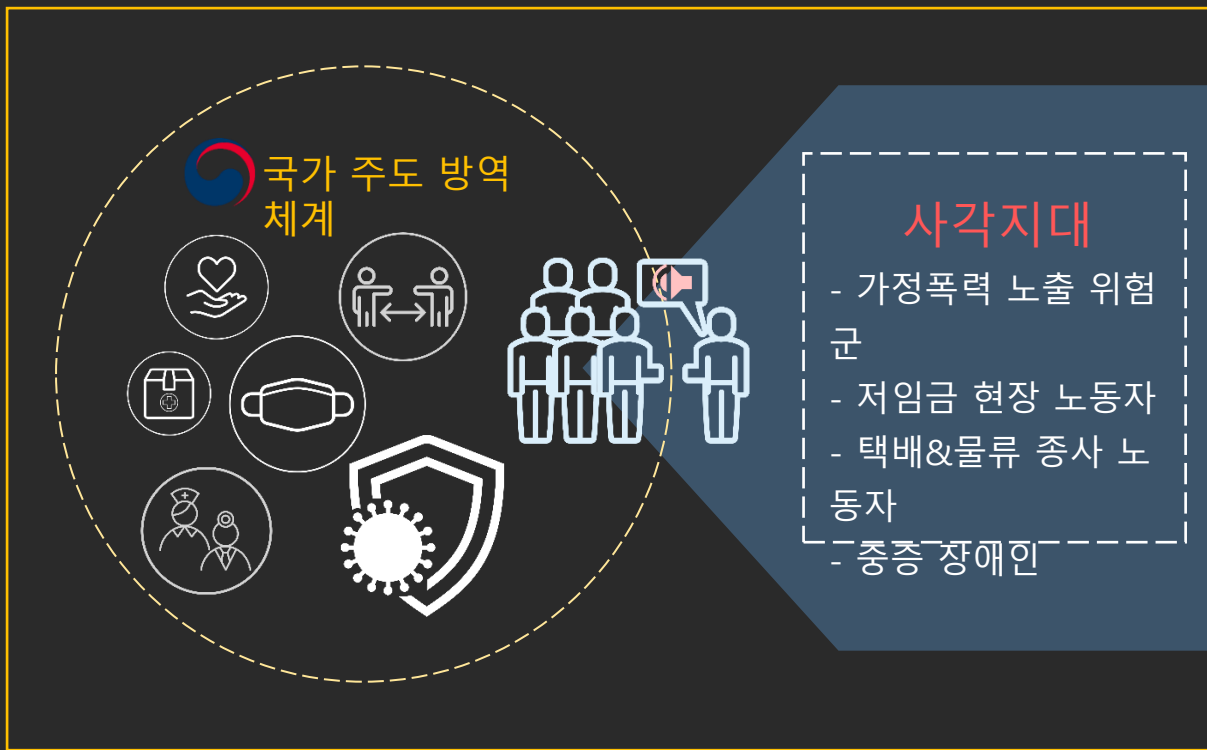 국가 주도 방역
체계
사각지대
- 가정폭력 노출 위험
군
- 저임금 현장 노동자
- 택배&물류 종사 노
동자
- 중증 장애인